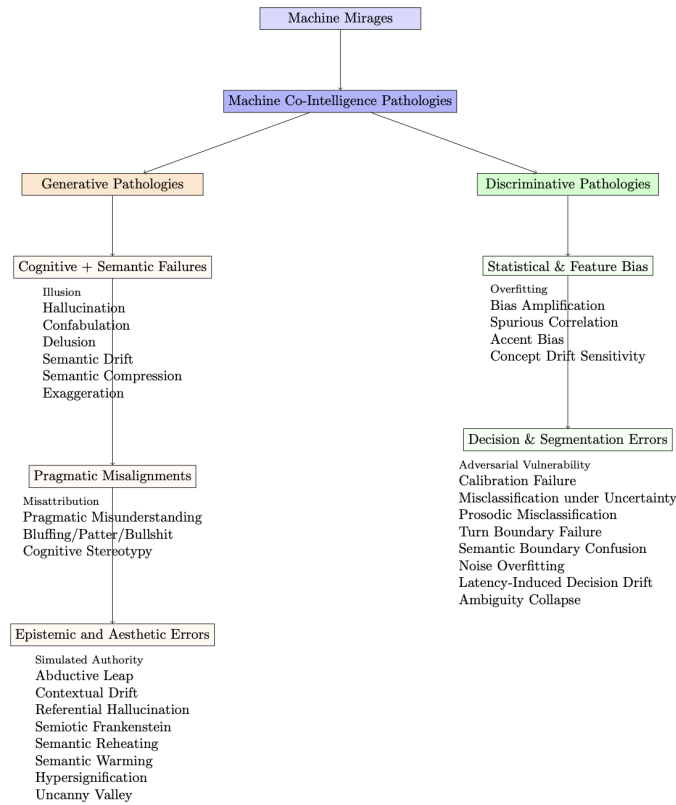 Machine Mirages
Machine Co-Intelligence Pathologies
Generative Pathologies
Cognitive + Semantic Failures
Illusion
Hallucination
Confabulation
Delusion
Semantic Drift
Semantic Compression
Exaggeration
Pragmatic Misalignments
Misattribution
Pragmatic Misunderstanding
Bluffing/Patter/Bullshit
Cognitive Stereotypy
Epistemic and Aesthetic Errors
Simulated Authority
Abductive Leap
Contextual Drift
Referential Hallucination
Semiotic Frankenstein
Semantic Reheating
Semantic Warming
Hypersignification
Uncanny Valley
Discriminative Pathologies
Statistical & Feature Bias
Overfitting
Bias Amplification
Spurious Correlation
Accent Bias
Concept Drift Sensitivity
Decision & Segmentation Errors
Adversarial Vulnerability
Calibration Failure
Misclassification under Uncertainty
Prosodic Misclassification
Turn Boundary Failure
Semantic Boundary Confusion
Noise Overfitting
Latency-Induced Decision Drift
Ambiguity Collapse